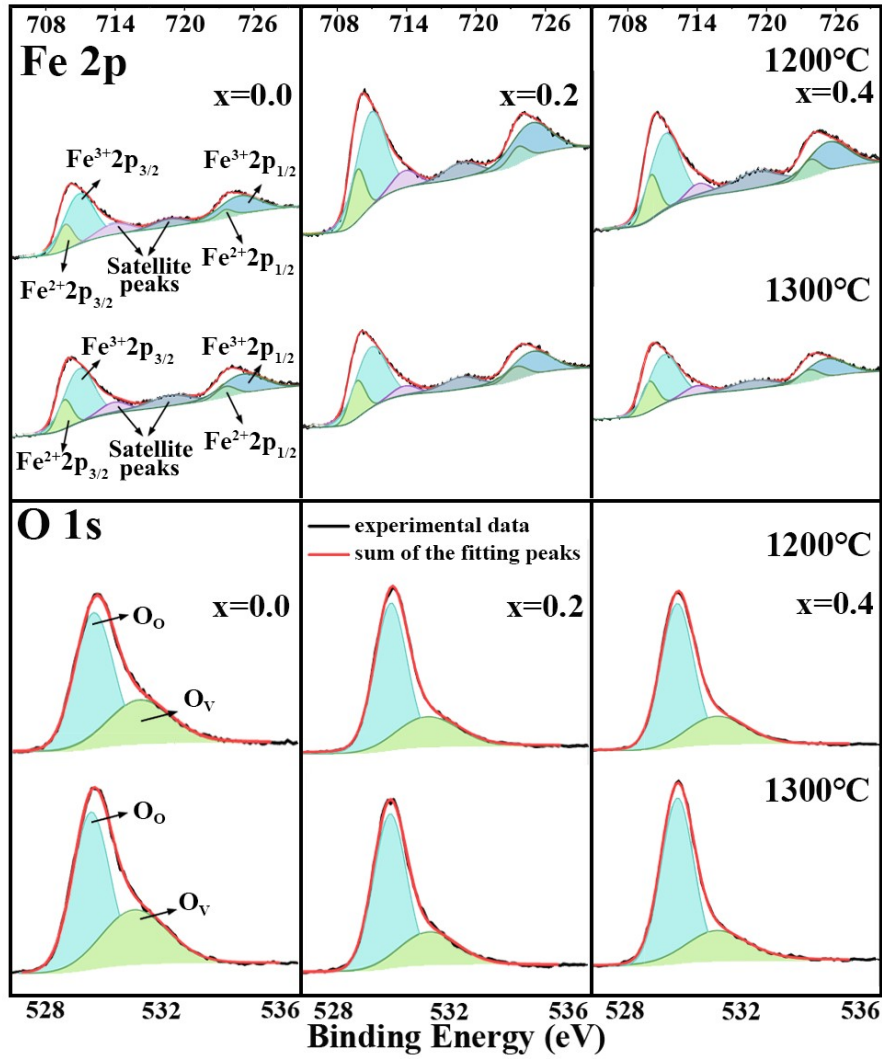 708 714 720 726 708 714 720 726 708 714 720 726
Fe 2p
1200°C
x=0.0 x=0.2 x=0.4
Fe³⁺2p₃/₂ Fe³⁺2p₁/₂
Satellite peaks
Fe²⁺2p₃/₂ Fe²⁺2p₁/₂
1300°C
Fe³⁺2p₃/₂ Fe³⁺2p₁/₂
Satellite peaks
Fe²⁺2p₃/₂ Fe²⁺2p₁/₂
O 1s
experimental data
sum of the fitting peaks
1200°C
x=0.0 x=0.2 x=0.4
O_O
O_V
1300°C
O_O
O_V
528 532 536 528 532 536 528 532 536
Binding Energy (eV)